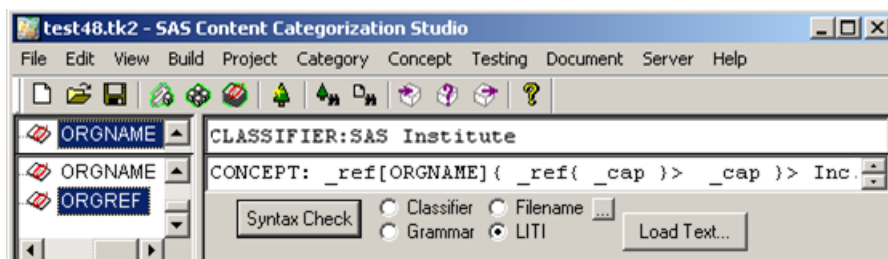 test48.tk2 - SAS Content Categorization Studio
File Edit View Build Project Category Concept Testing Document Server Help
ORGNAME CLASSIFIER:SAS Institute
ORGNAME CONCEPT: _ref[ORGNAME]{ _ref{ _cap }> _cap }> Inc.
ORGREF
Syntax Check Classifier Filename ...
Grammar LITI Load Text...